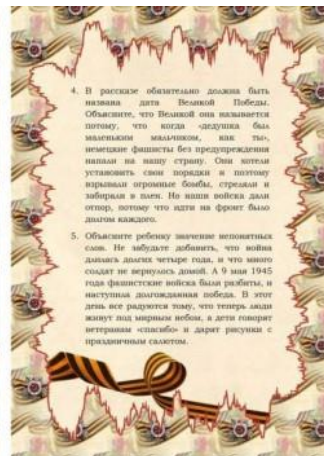 4. В рассказе обязательно должна быть
названа дата Великой Победы.
Объясните, что Великой она называется
потому, что когда «дедушка был
маленьким мальчиком, как ты»,
немецкие фашисты без предупреждения
напали на нашу страну. Они хотели
установить свои порядки и поэтому
взрывали огромные бомбы, стреляли и
забирали в плен. Но наши войска дали
отпор, потому что идти на фронт было
долгом каждого.
5. Объясните ребенку значение непонятных
слов. Не забудьте добавить, что война
длилась долгих четыре года, и что много
солдат не вернулось домой. А 9 мая 1945
года фашистские войска были разбиты, и
наступила долгожданная победа. В этот
день все радуются тому, что теперь люди
живут под мирным небом, а дети говорят
ветеранам «спасибо» и дарят рисунки с
праздничным салютом.